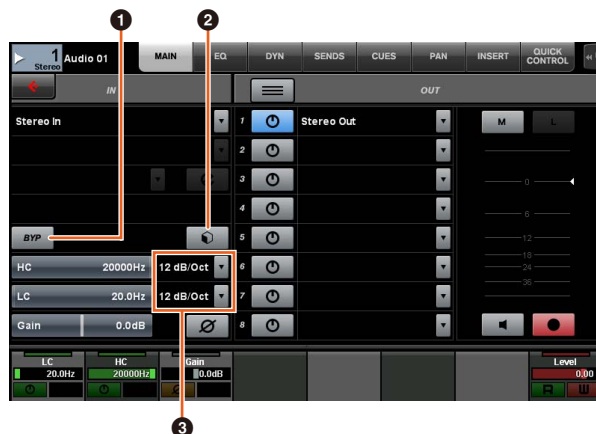 1 2
1 Stereo Audio 01 MAIN EQ DYN SENDS CUES PAN INSERT QUICK CONTROL
IN OUT
Stereo In 1 Stereo Out M L
2
3 0
4 6
BYP 5 12
18
HC 20000Hz 12 dB/Oct 6 24
36
LC 20.0Hz 12 dB/Oct 7
Gain 0.0dB Ø 8
LC HC Gain Level
20.0Hz 20000Hz 0.0dB 0.00
R W
3